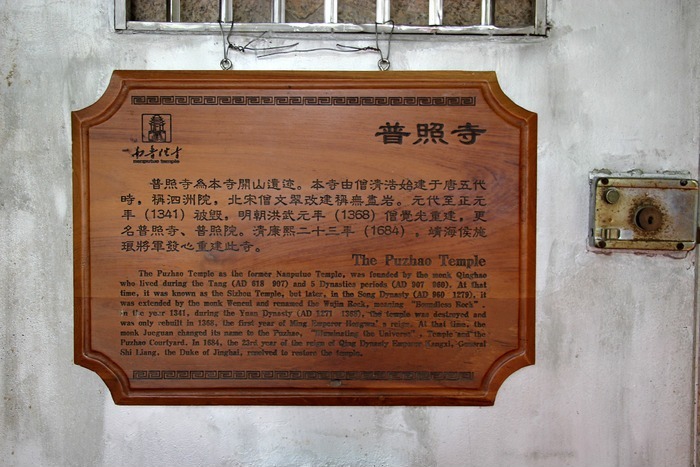 南普陀寺
nanputuo temple
普照寺
普照寺為本寺開山遺迹。本寺由僧清浩始建于唐五代
時，稱泗洲院，北宋僧文翠改建稱無盡岩。元代至正元
年（1341）被毀，明朝洪武元年（1368）僧覺光重建，更
名普照寺、普照院。清康熙二十三年（1684）。靖海侯施
琅將軍發心重建此寺。
The Puzhao Temple
The Puzhao Temple as the former Nanputuo Temple, was founded by the monk Qinghao
who lived during the Tang (AD 618 907) and 5 Dynasties periods (AD 907 960). At that
time, it was known as the Sizhou Temple, but later, in the Song Dynasty (AD 960 1279), it
was extended by the monk Wencui and renamed the Wujin Rock, meaning "Boundless Rock".
In the year 1341, during the Yuan Dynasty (AD 1271 1368), the temple was destroyed and
was only rebuilt in 1368, the first year of Ming Emperor Hongwu's reign. At that time, the
monk Jueguan changed its name to the Puzhao, "Illuminating the Universe", Temple and the
Puzhao Courtyard. In 1684, the 23rd year of the reign of Qing Dynasty Emperor Kangxi, General
Shi Liang, the Duke of Jinghai, resolved to restore the temple.